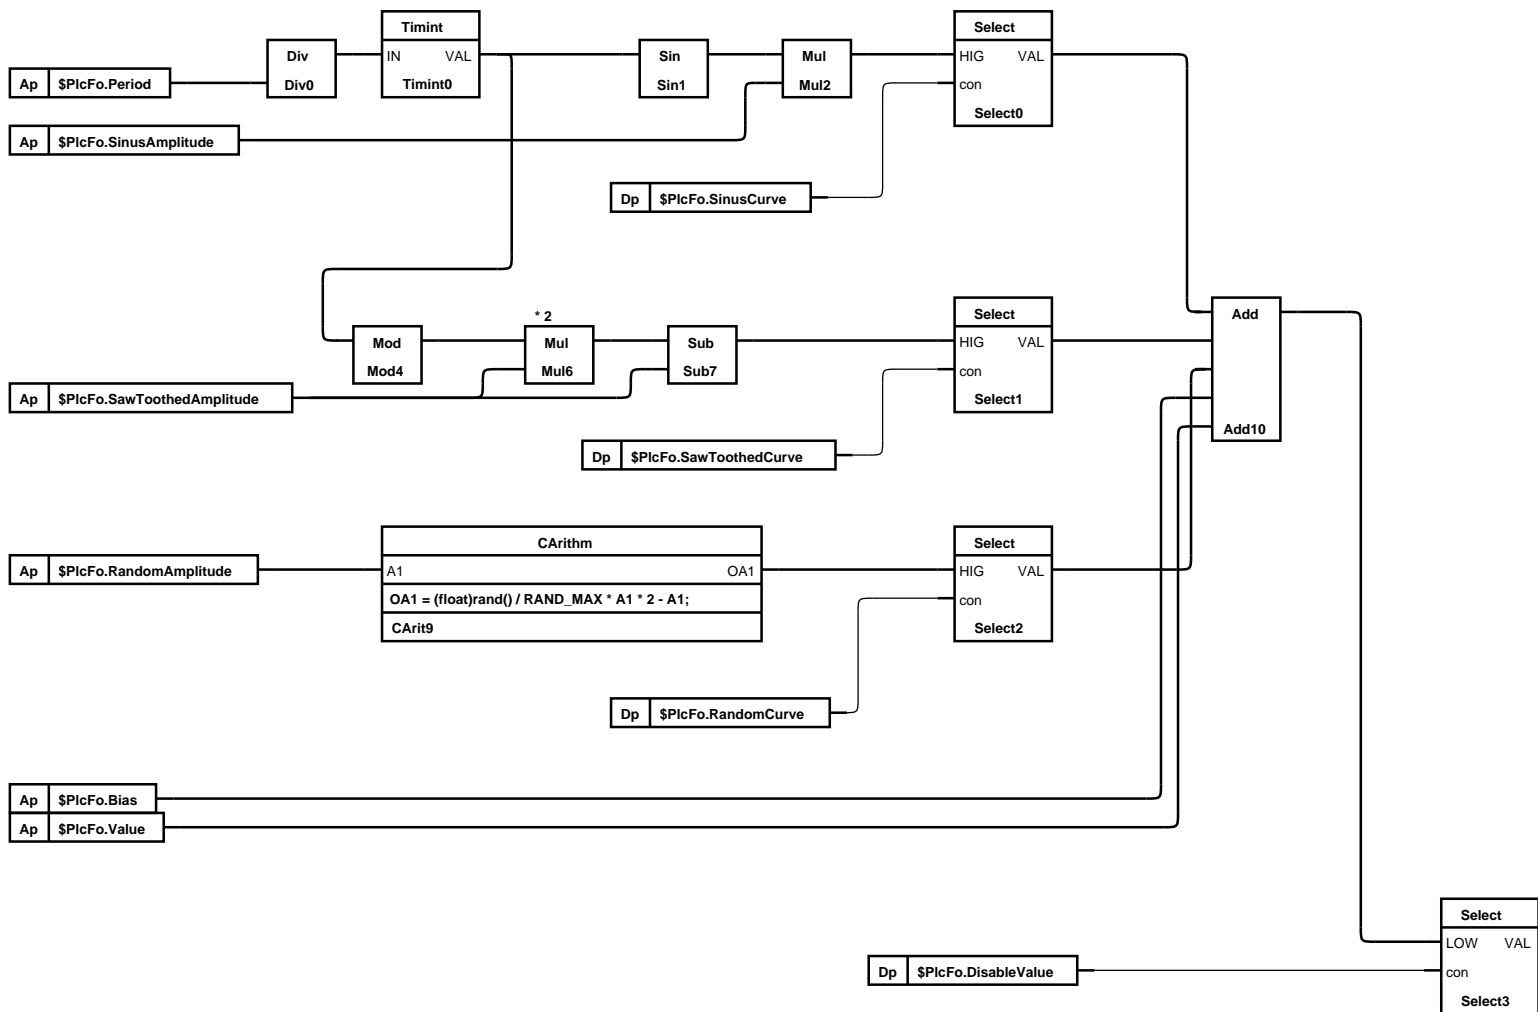 Timint
Select
Div
IN VAL
Sin
Mul
HIG VAL
Ap $PlcFo.Period
Div0
Timint0
Sin1
Mul2
con
Select0
Ap $PlcFo.SinusAmplitude
Dp $PlcFo.SinusCurve
* 2
Select
Add
Mod
Mul
Sub
HIG VAL
Mod4
Mul6
Sub7
con
Ap $PlcFo.SawToothedAmplitude
Select1
Add10
Dp $PlcFo.SawToothedCurve
CArithm
Select
Ap $PlcFo.RandomAmplitude
A1 OA1
HIG VAL
OA1 = (float)rand() / RAND_MAX * A1 * 2 - A1;
con
CArit9
Select2
Dp $PlcFo.RandomCurve
Ap $PlcFo.Bias
Ap $PlcFo.Value
Select
LOW VAL
Dp $PlcFo.DisableValue
con
Select3